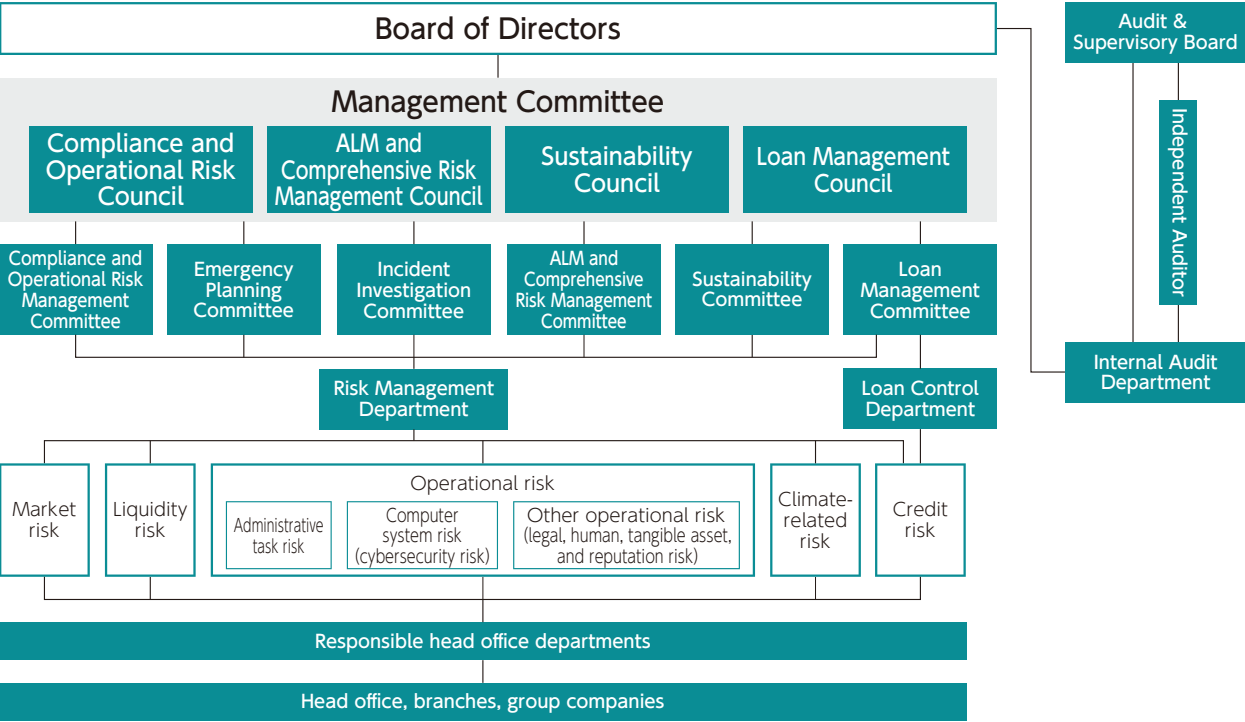 Board of Directors
Audit &
Supervisory Board
Independent Auditor
Management Committee
Compliance and
Operational Risk
Council
ALM and
Comprehensive Risk
Management Council
Sustainability
Council
Loan Management
Council
Compliance and
Operational Risk
Management
Committee
Emergency
Planning
Committee
Incident
Investigation
Committee
ALM and
Comprehensive
Risk Management
Committee
Sustainability
Committee
Loan
Management
Committee
Internal Audit
Department
Risk Management
Department
Loan Control
Department
Market
risk
Liquidity
risk
Operational risk
Administrative
task risk
Computer
system risk
(cybersecurity risk)
Other operational risk
(legal, human, tangible asset,
and reputation risk)
Climate-
related
risk
Credit
risk
Responsible head office departments
Head office, branches, group companies